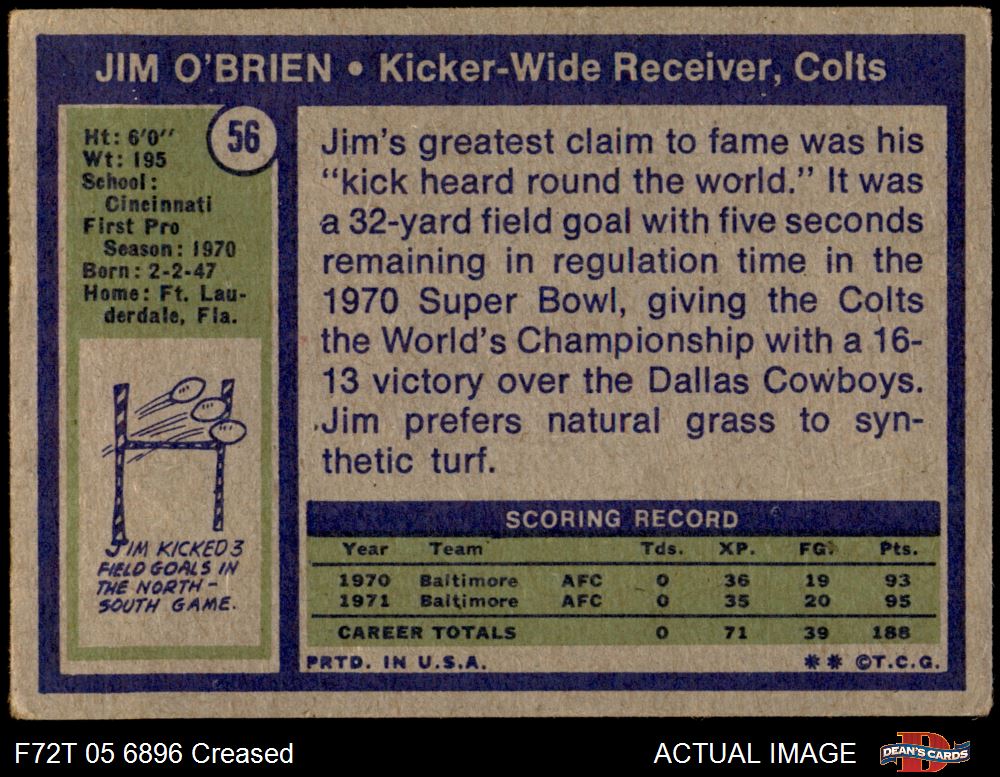 JIM O'BRIEN • Kicker-Wide Receiver, Colts
56
Ht: 6'0"
Wt: 195
School:
Cincinnati
First Pro
Season: 1970
Born: 2-2-47
Home: Ft. Lau-
derdale, Fla.
JIM KICKED 3
FIELD GOALS IN
THE NORTH-
SOUTH GAME.
Jim's greatest claim to fame was his
"kick heard round the world." It was
a 32-yard field goal with five seconds
remaining in regulation time in the
1970 Super Bowl, giving the Colts
the World's Championship with a 16-
13 victory over the Dallas Cowboys.
Jim prefers natural grass to syn-
thetic turf.
SCORING RECORD
Year Team Tds. XP. FG. Pts.
1970 Baltimore AFC 0 36 19 93
1971 Baltimore AFC 0 35 20 95
CAREER TOTALS 0 71 39 188
PRTD. IN U.S.A. ** ©T.C.G.
F72T 05 6896 Creased ACTUAL IMAGE DEAN'S CARDS